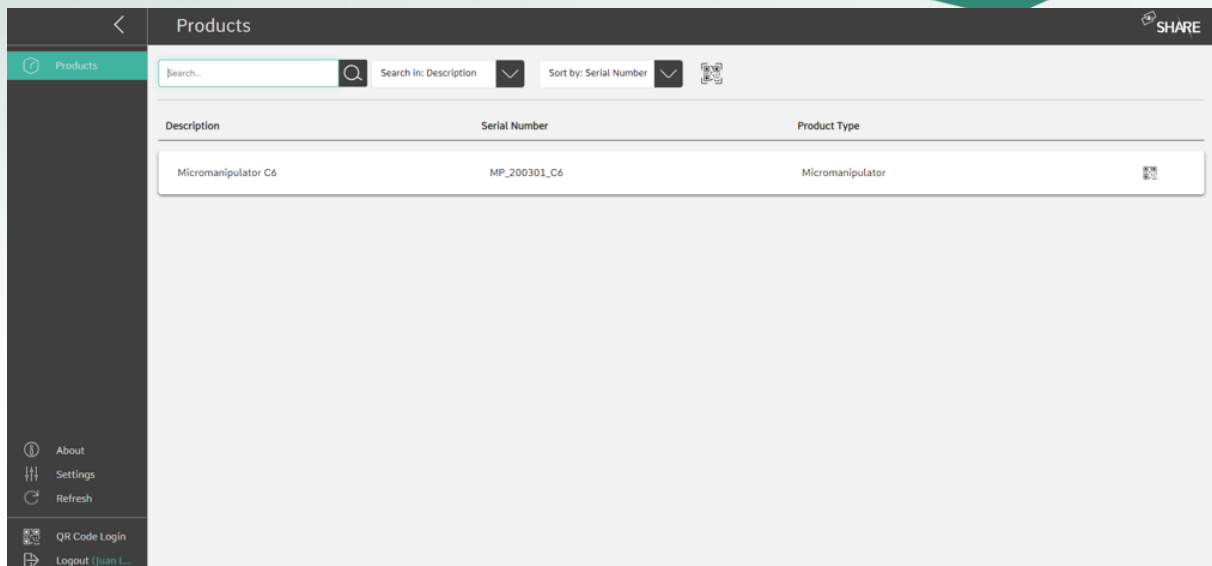 Products
SHARE
Products
Search...
Search in: Description
Sort by: Serial Number
Description
Serial Number
Product Type
Micromanipulator C6
MP_200301_C6
Micromanipulator
About
Settings
Refresh
QR Code Login
Logout (Juan L...